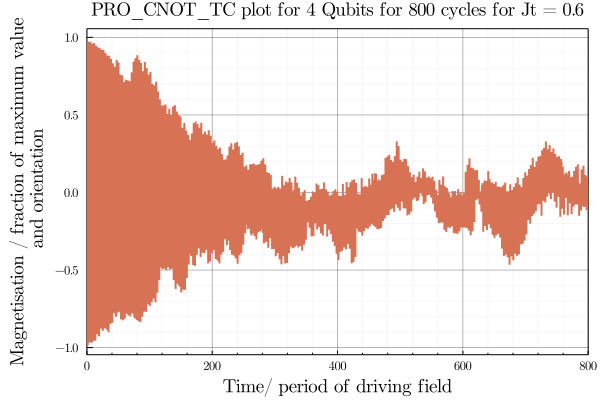 PRO_CNOT_TC plot for 4 Qubits for 800 cycles for Jt = 0.6
Magnetisation / fraction of maximum value
and orientation
1.0
0.5
0.0
−0.5
−1.0
0 200 400 600 800
Time/ period of driving field